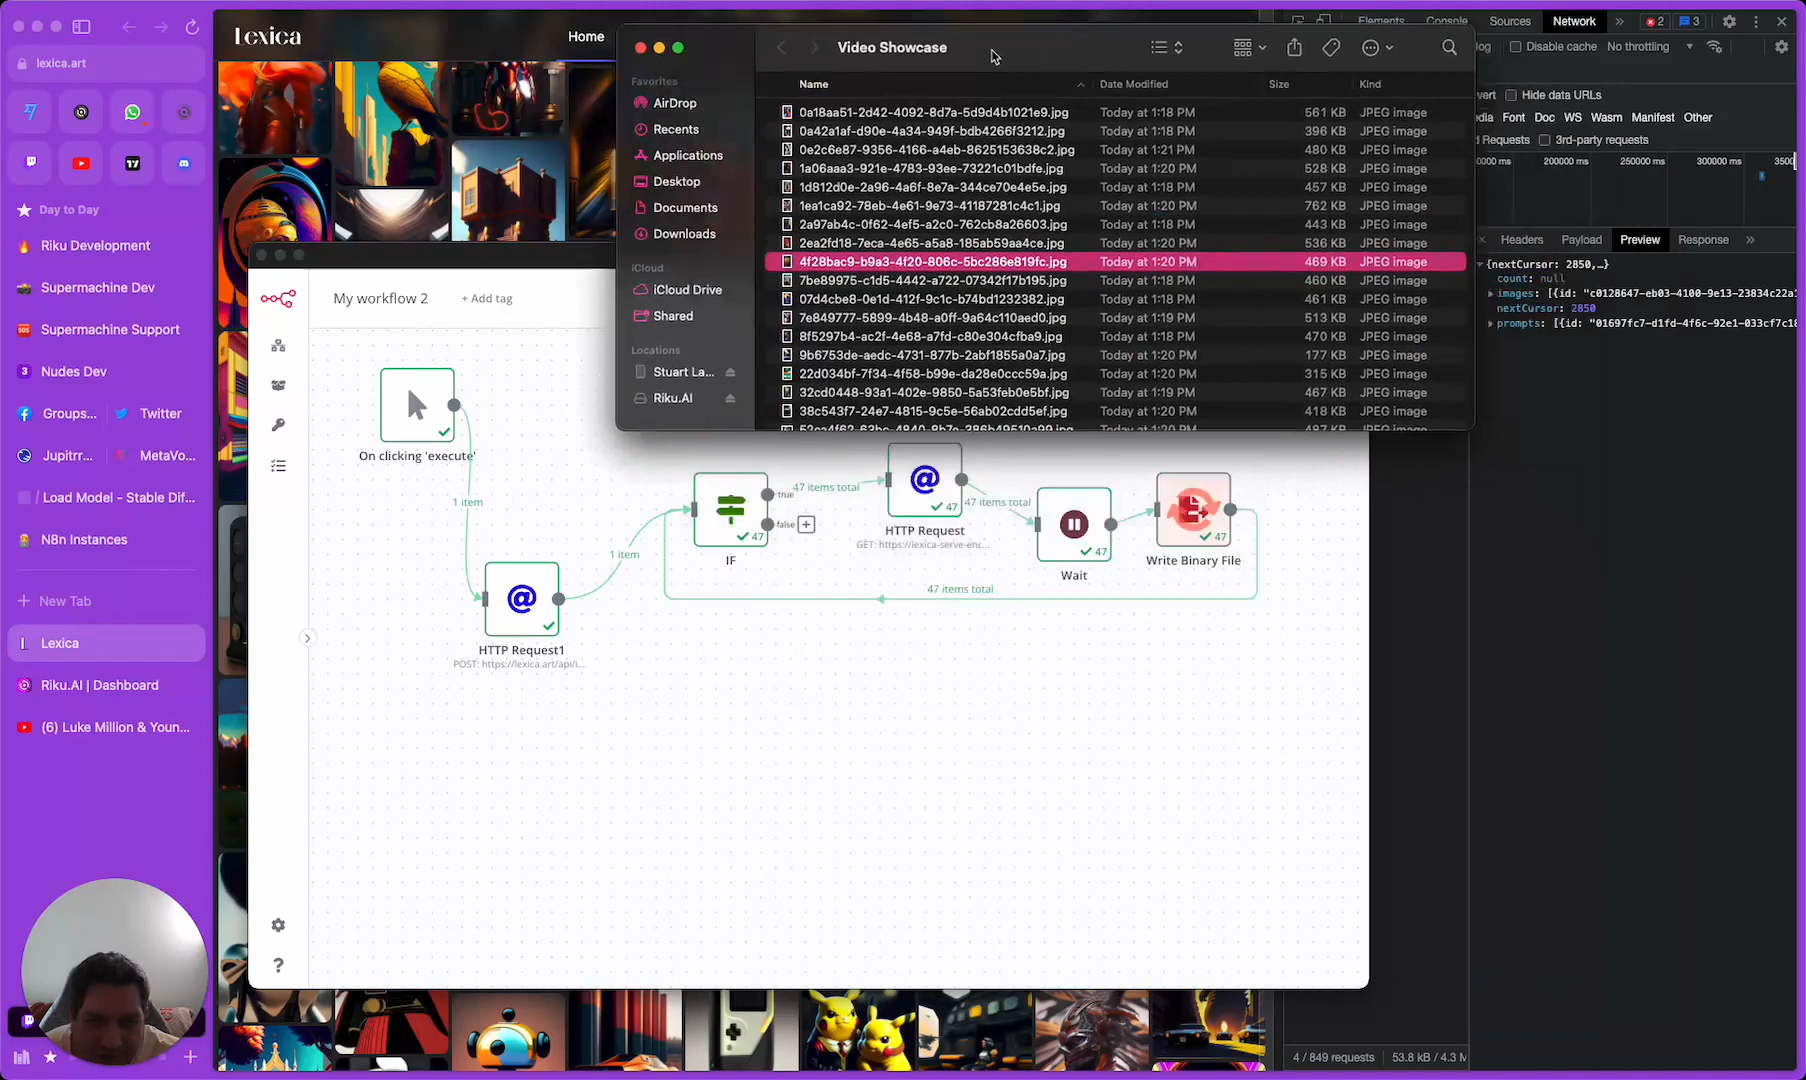 lexica.art
Day to Day
Riku Development
Supermachine Dev
Supermachine Support
Nudes Dev
Groups...
Twitter
Jupitrr...
MetaVo...
/ Load Model - Stable Dif...
N8n Instances
New Tab
Lexica
Riku.AI | Dashboard
(6) Luke Million & Youn...
Lexica
Home
My workflow 2
+ Add tag
On clicking 'execute'
1 item
HTTP Request1
POST: https://lexica.art/api/i...
1 item
IF
true
false
47
47 items total
HTTP Request
GET: https://lexica-serve-enc...
47
47 items total
Wait
47
Write Binary File
47
47 items total
Video Showcase
Favorites
AirDrop
Recents
Applications
Desktop
Documents
Downloads
iCloud
iCloud Drive
Shared
Locations
Stuart La...
Riku.AI
Name Date Modified Size Kind
0a18aa51-2d42-4092-8d7a-5d9d4b1021e9.jpg Today at 1:18 PM 561 KB JPEG image
0a42a1af-d90e-4a34-949f-bdb4266f3212.jpg Today at 1:18 PM 396 KB JPEG image
0e2c6e87-9356-4166-a4eb-8625153638c2.jpg Today at 1:21 PM 480 KB JPEG image
1a06aaa3-921e-4783-93ee-73221c01bdfe.jpg Today at 1:20 PM 528 KB JPEG image
1d812d0e-2a96-4a6f-8e7a-344ce70e4e5e.jpg Today at 1:18 PM 457 KB JPEG image
1ea1ca92-78eb-4e61-9e73-41187281c4c1.jpg Today at 1:20 PM 762 KB JPEG image
2a97ab4c-0f62-4ef5-a2c0-762cb8a26603.jpg Today at 1:18 PM 443 KB JPEG image
2ea2fd18-7eca-4e65-a5a8-185ab59aa4ce.jpg Today at 1:20 PM 536 KB JPEG image
4f28bac9-b9a3-4f20-806c-5bc286e819fc.jpg Today at 1:20 PM 469 KB JPEG image
7be89975-c1d5-4442-a722-07342f17b195.jpg Today at 1:18 PM 460 KB JPEG image
07d4cbe8-0e1d-412f-9c1c-b74bd1232382.jpg Today at 1:18 PM 461 KB JPEG image
7e849777-5899-4b48-a0ff-9a64c110aed0.jpg Today at 1:19 PM 513 KB JPEG image
8f5297b4-ac2f-4e68-a7fd-c80e304cfba9.jpg Today at 1:18 PM 470 KB JPEG image
9b6753de-aedc-4731-877b-2abf1855a0a7.jpg Today at 1:20 PM 177 KB JPEG image
22d034bf-7f34-4f58-b99e-da28e0ccc59a.jpg Today at 1:20 PM 315 KB JPEG image
32cd0448-93a1-402e-9850-5a53feb0e5bf.jpg Today at 1:19 PM 467 KB JPEG image
38c543f7-24e7-4815-9c5e-56ab02cdd5ef.jpg Today at 1:20 PM 418 KB JPEG image
Elements Console Sources Network 2 3
Disable cache No throttling
Hide data URLs
Font Doc WS Wasm Manifest Other
3rd-party requests
200000 ms 250000 ms 300000 ms
Headers Payload Preview Response
{nextCursor: 2850,…}
count: null
images: [{id: "c0128647-eb03-4100-9e13-23834c22a
nextCursor: 2850
prompts: [{id: "01697fc7-d1fd-4f6c-92e1-033cf7c18
4 / 849 requests 53.8 kB / 4.3 M